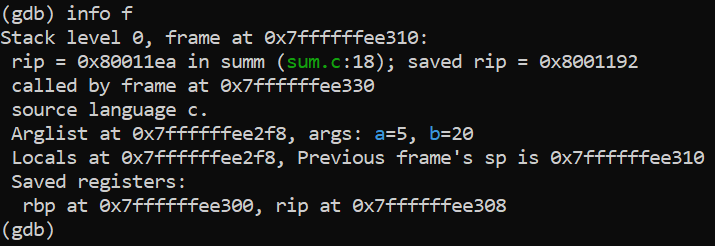 (gdb) info f
Stack level 0, frame at 0x7ffffffee310:
 rip = 0x80011ea in summ (sum.c:18); saved rip = 0x8001192
 called by frame at 0x7ffffffee330
 source language c.
 Arglist at 0x7ffffffee2f8, args: a=5, b=20
 Locals at 0x7ffffffee2f8, Previous frame's sp is 0x7ffffffee310
 Saved registers:
  rbp at 0x7ffffffee300, rip at 0x7ffffffee308
(gdb)